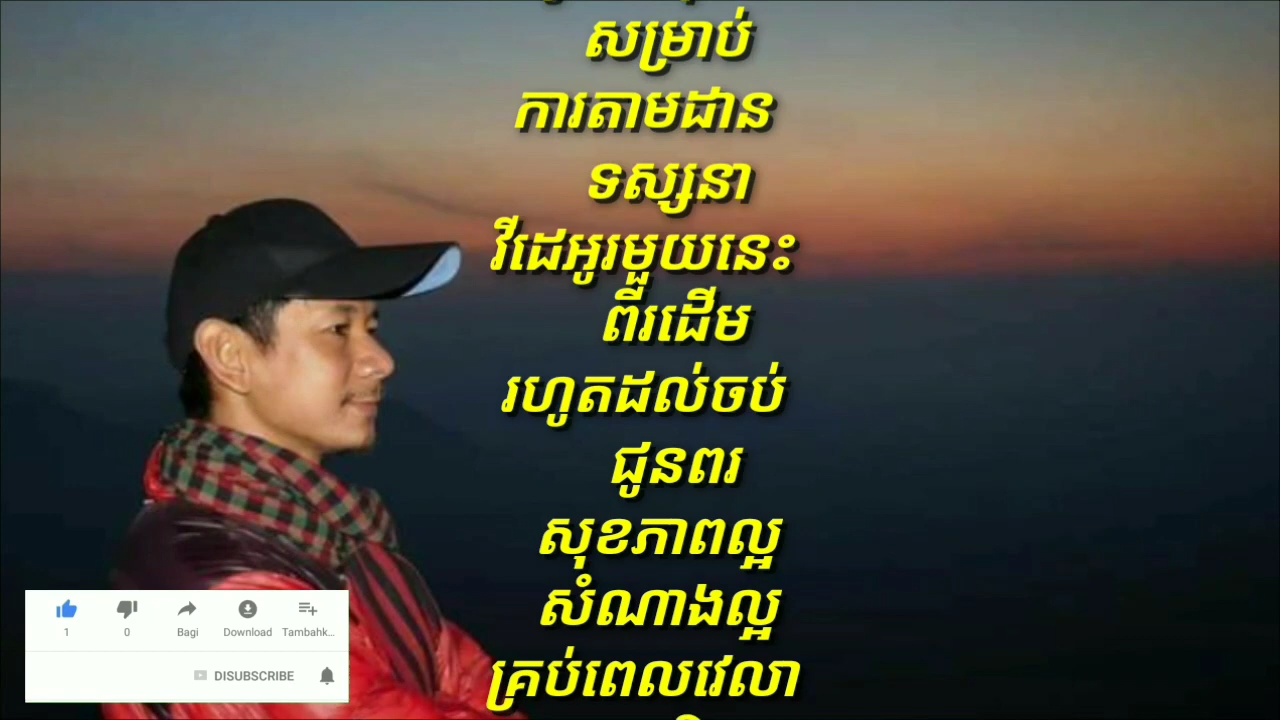 សម្រាប់
ការតាមដាន
ទស្សនា
វីដេអូរមួយនេះ
ពីរដើម
រហូតដល់ចប់
ជូនពរ
សុខភាពល្អ
សំណាងល្អ
គ្រប់ពេលវេលា
1 0 Bagi Download Tambahk...
DISUBSCRIBE